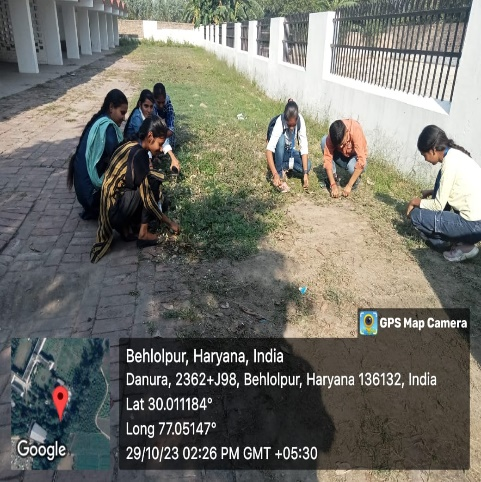 GPS Map Camera
Behlolpur, Haryana, India
Danura, 2362+J98, Behlolpur, Haryana 136132, India
Lat 30.011184°
Long 77.05147°
29/10/23 02:26 PM GMT +05:30
Google